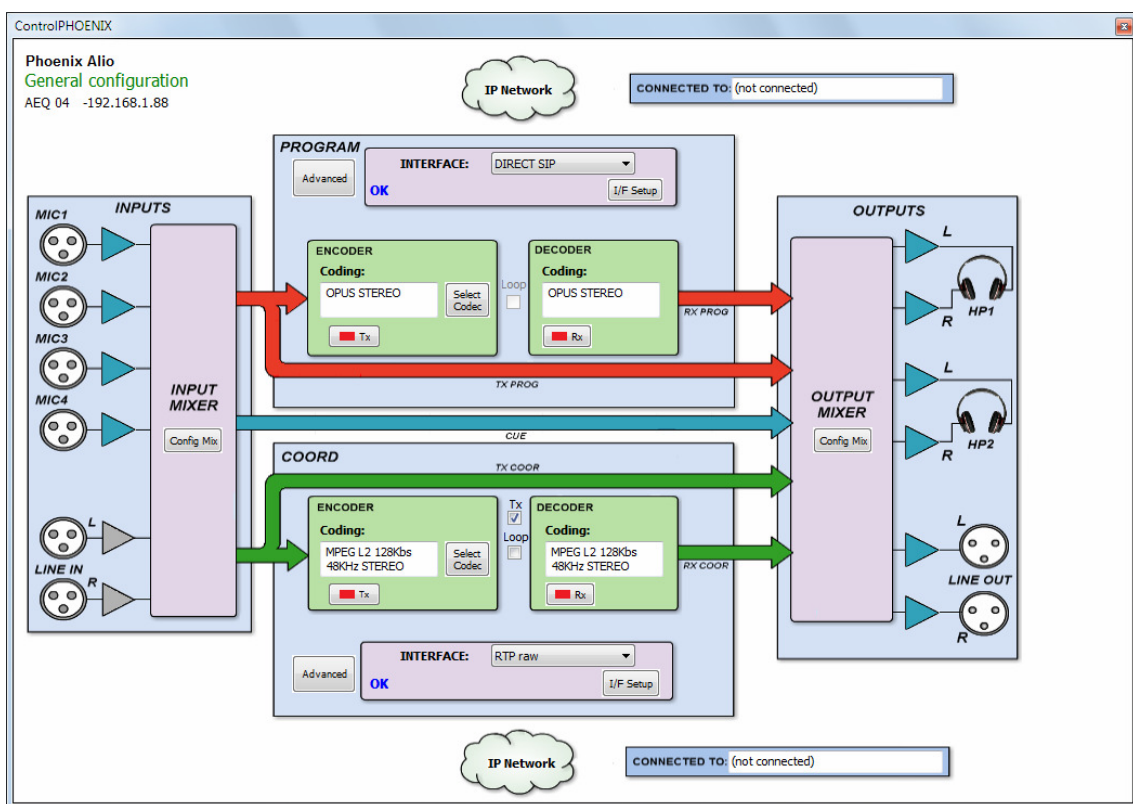 ControlPHOENIX
Phoenix Alio
General configuration
AEQ 04 -192.168.1.88
IP Network
CONNECTED TO: (not connected)
PROGRAM
Advanced
INTERFACE: DIRECT SIP
OK
I/F Setup
INPUTS
MIC1
MIC2
MIC3
MIC4
L
LINE IN
R
INPUT
MIXER
Config Mix
ENCODER
Coding:
OPUS STEREO
Select
Codec
Tx
Loop
DECODER
Coding:
OPUS STEREO
Rx
RX PROG
TX PROG
CUE
COORD
TX COOR
ENCODER
Coding:
MPEG L2 128Kbs
48KHz STEREO
Select
Codec
Tx
Tx
Loop
DECODER
Coding:
MPEG L2 128Kbs
48KHz STEREO
Rx
RX COOR
Advanced
INTERFACE: RTP raw
OK
I/F Setup
OUTPUTS
OUTPUT
MIXER
Config Mix
L
R
HP1
L
R
HP2
L
LINE OUT
R
IP Network
CONNECTED TO: (not connected)